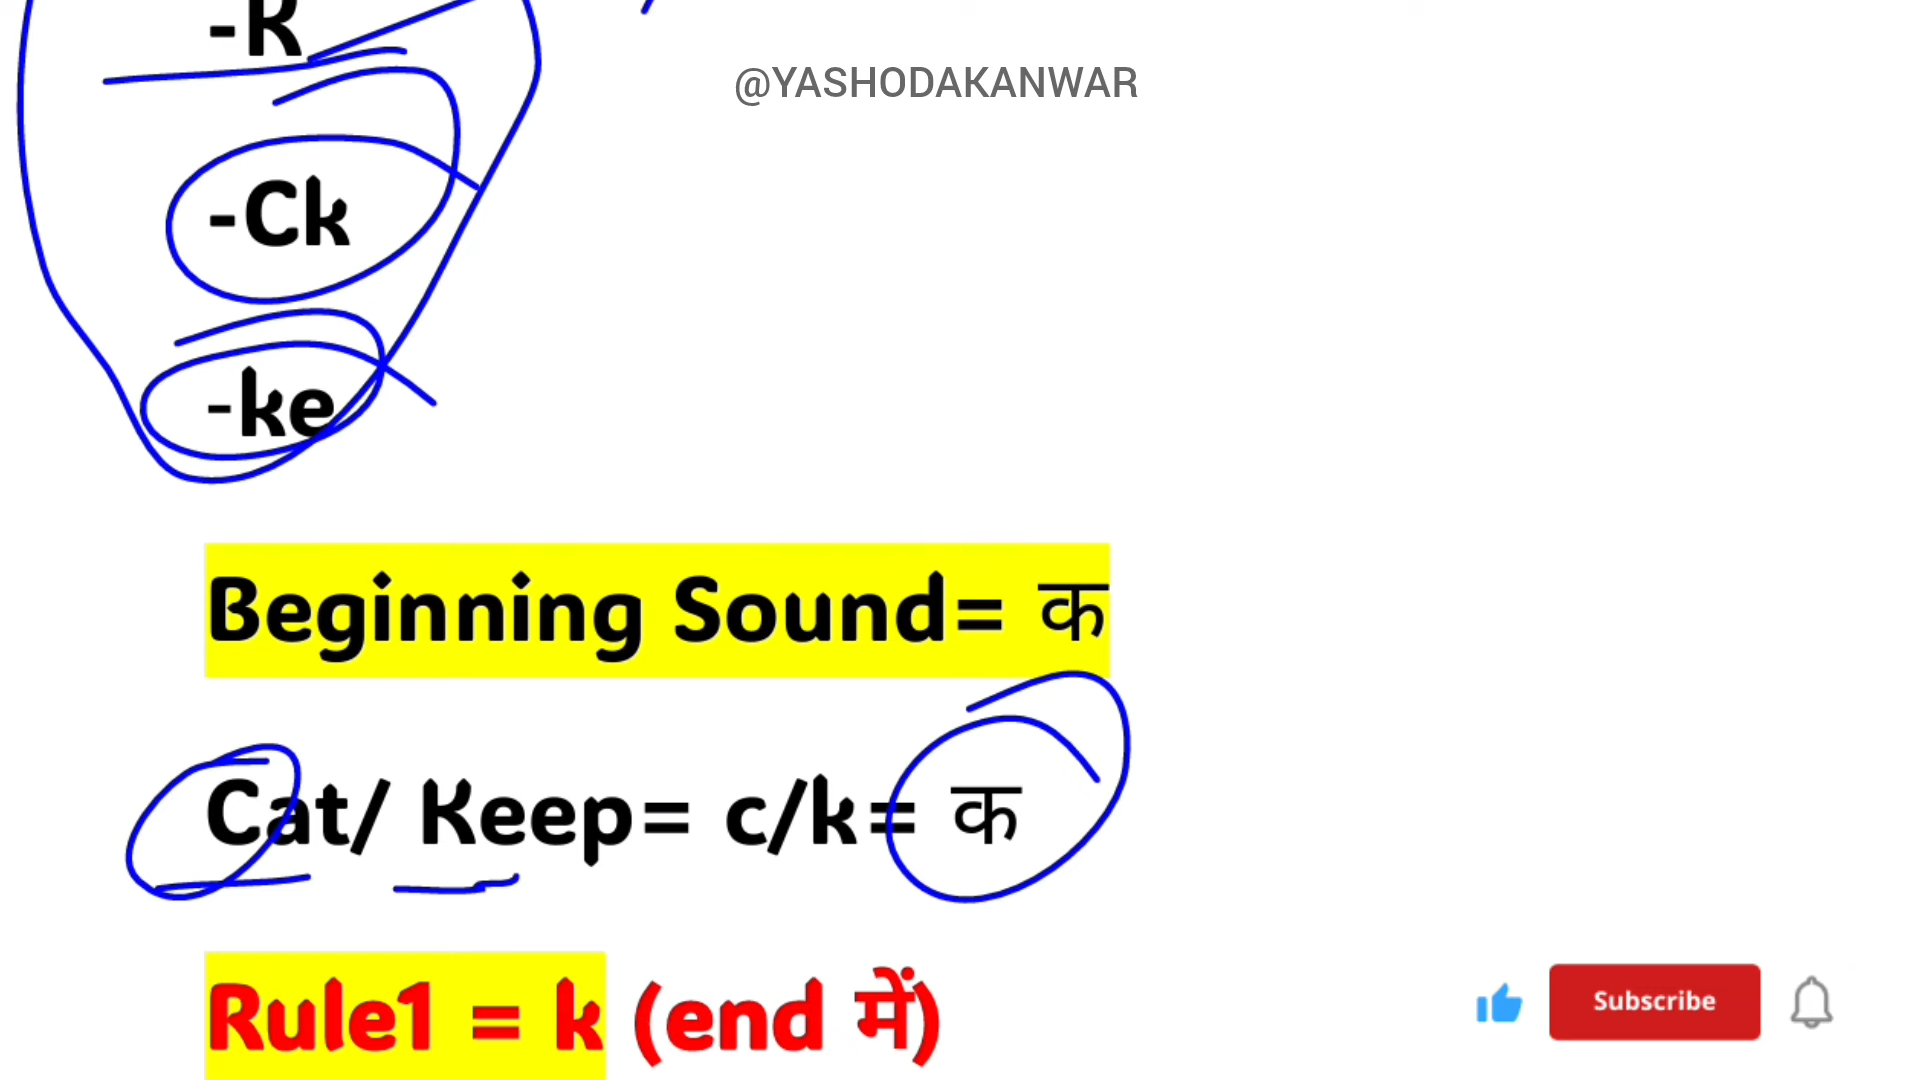 -K
@YASHODAKANWAR
-Ck
-ke
Beginning Sound= क
Cat/ Keep= c/k= क
Rule1 = k (end में)
Subscribe